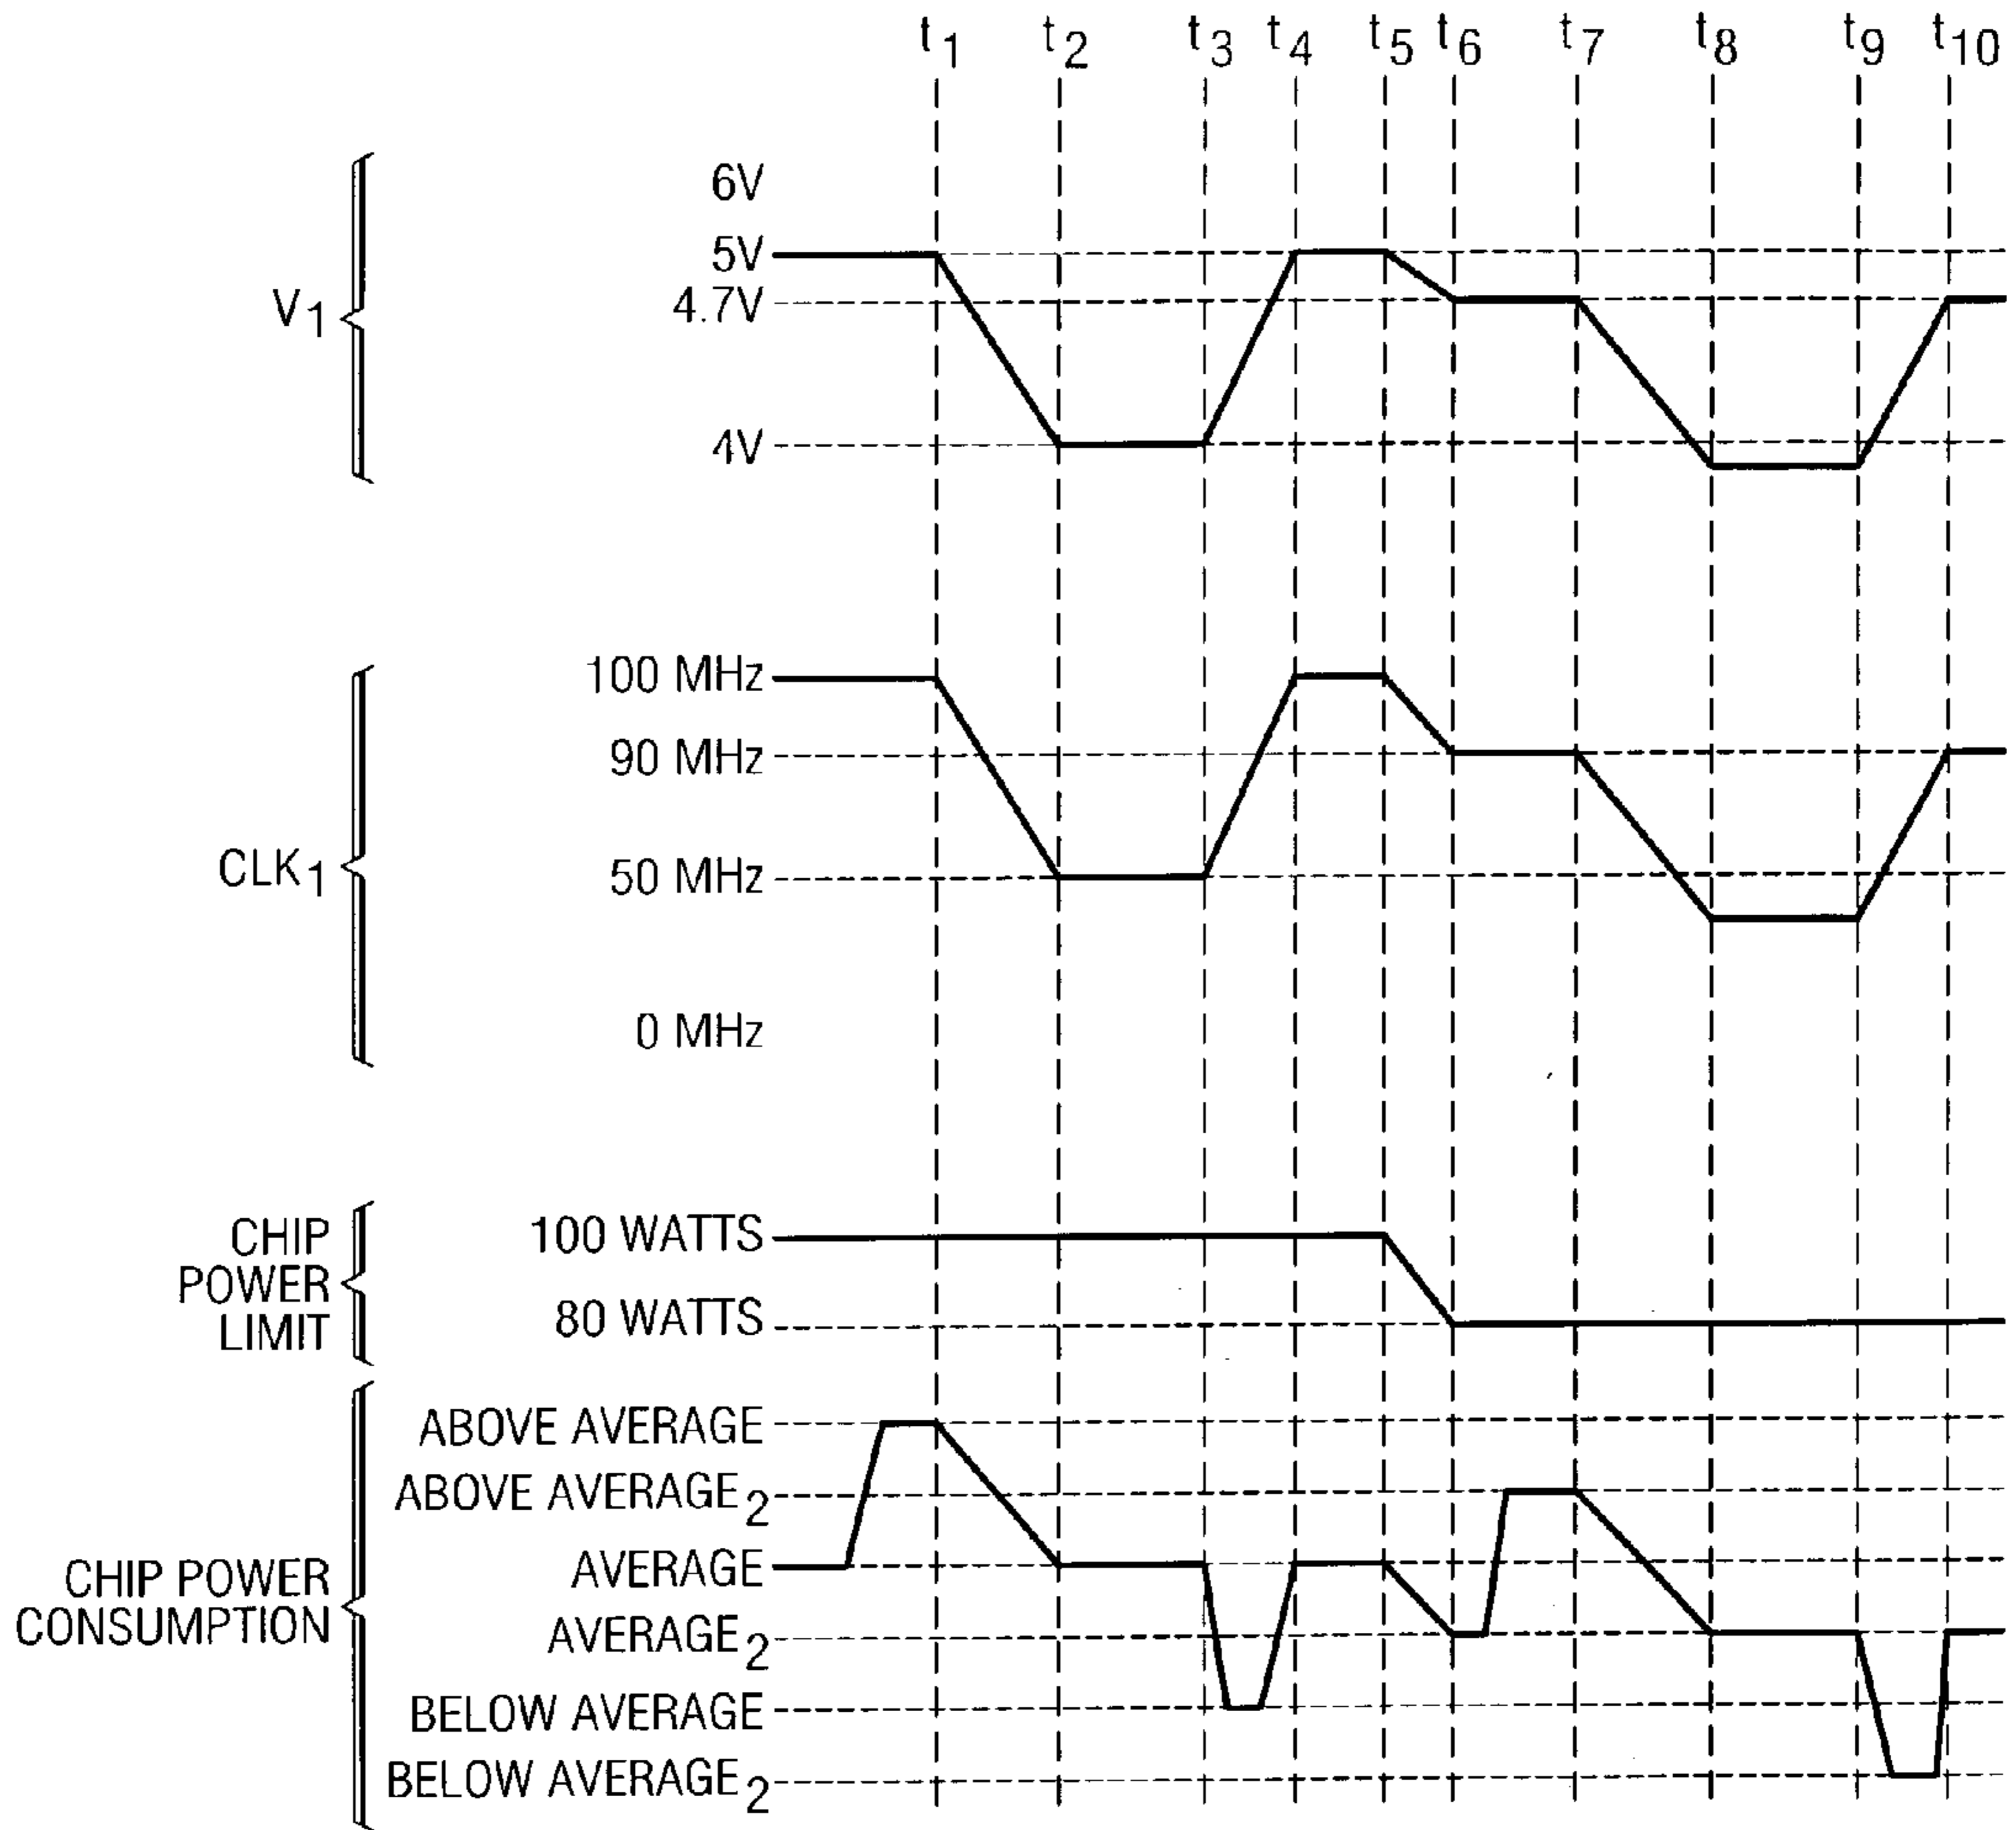 t1 t2 t3 t4 t5 t6 t7 t8 t9 t10
V1
6V
5V
4.7V
4V
CLK1
100 MHz
90 MHz
50 MHz
0 MHz
CHIP
POWER
LIMIT
100 WATTS
80 WATTS
CHIP POWER
CONSUMPTION
ABOVE AVERAGE
ABOVE AVERAGE2
AVERAGE
AVERAGE2
BELOW AVERAGE
BELOW AVERAGE2